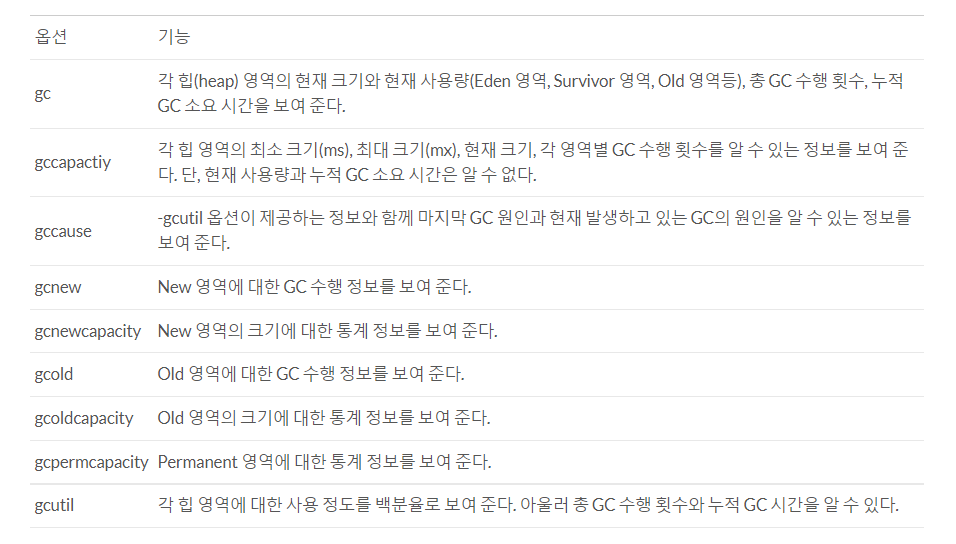 옵션 기능
gc 각 힙(heap) 영역의 현재 크기와 현재 사용량(Eden 영역, Survivor 영역, Old 영역등), 총 GC 수행 횟수, 누적
GC 소요 시간을 보여 준다.
gccapactiy 각 힙 영역의 최소 크기(ms), 최대 크기(mx), 현재 크기, 각 영역별 GC 수행 횟수를 알 수 있는 정보를 보여 준
다. 단, 현재 사용량과 누적 GC 소요 시간은 알 수 없다.
gccause -gcutil 옵션이 제공하는 정보와 함께 마지막 GC 원인과 현재 발생하고 있는 GC의 원인을 알 수 있는 정보를
보여 준다.
gcnew New 영역에 대한 GC 수행 정보를 보여 준다.
gcnewcapacity New 영역의 크기에 대한 통계 정보를 보여 준다.
gcold Old 영역에 대한 GC 수행 정보를 보여 준다.
gcoldcapacity Old 영역의 크기에 대한 통계 정보를 보여 준다.
gcpermcapacity Permanent 영역에 대한 통계 정보를 보여 준다.
gcutil 각 힙 영역에 대한 사용 정도를 백분율로 보여 준다. 아울러 총 GC 수행 횟수와 누적 GC 시간을 알 수 있다.